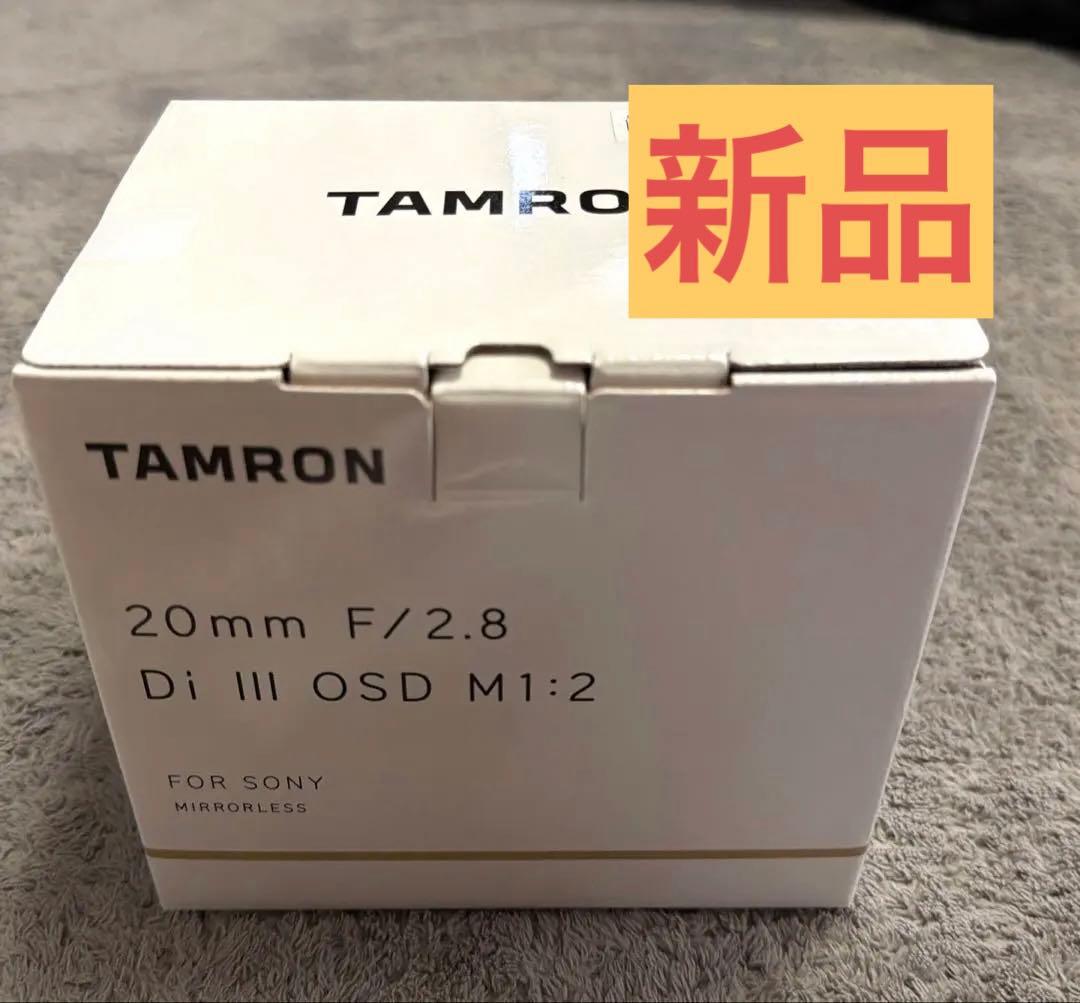 TAMRO
新品
TAMRON
20mm F/2.8
Di III OSD M1:2
FOR SONY
MIRRORLESS